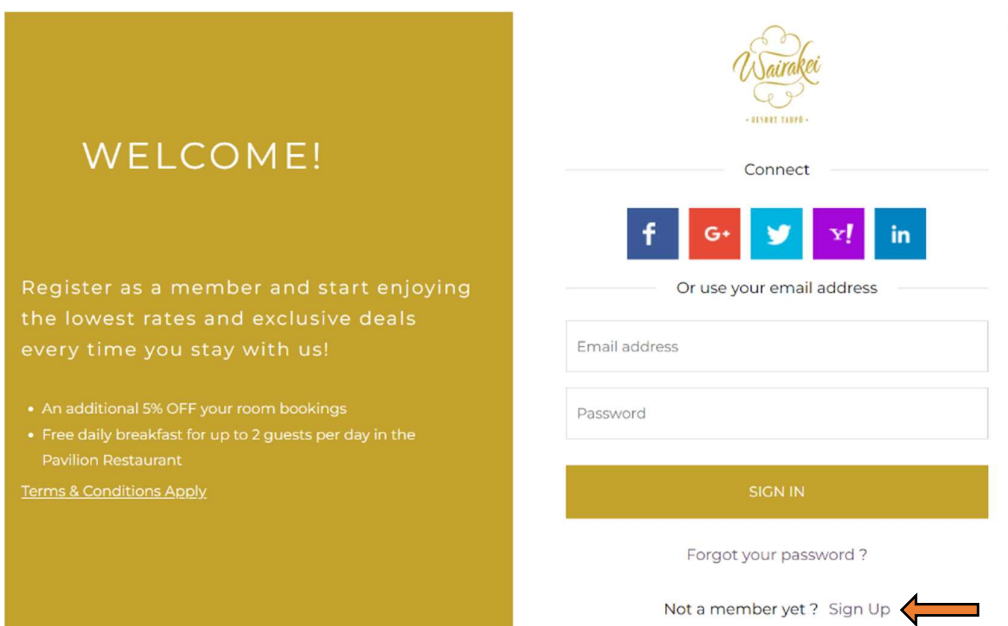 WELCOME!
Register as a member and start enjoying
the lowest rates and exclusive deals
every time you stay with us!
• An additional 5% OFF your room bookings
• Free daily breakfast for up to 2 guests per day in the
Pavilion Restaurant
Terms & Conditions Apply
Wairakei
• RESORT TAUPŌ •
Connect
f G+ Y! in
Or use your email address
Email address
Password
SIGN IN
Forgot your password ?
Not a member yet ? Sign Up